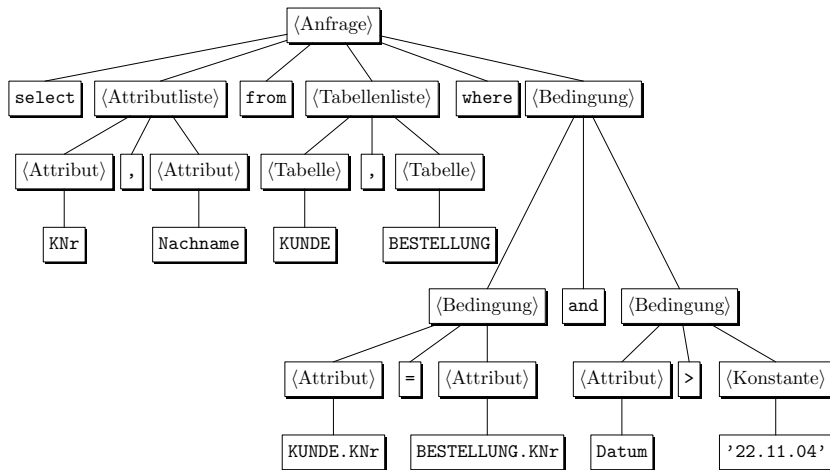 ⟨Anfrage⟩
select ⟨Attributliste⟩ from ⟨Tabellenliste⟩ where ⟨Bedingung⟩
⟨Attribut⟩ , ⟨Attribut⟩ ⟨Tabelle⟩ , ⟨Tabelle⟩
KNr Nachname KUNDE BESTELLUNG
⟨Bedingung⟩ and ⟨Bedingung⟩
⟨Attribut⟩ = ⟨Attribut⟩ ⟨Attribut⟩ > ⟨Konstante⟩
KUNDE.KNr BESTELLUNG.KNr Datum '22.11.04'